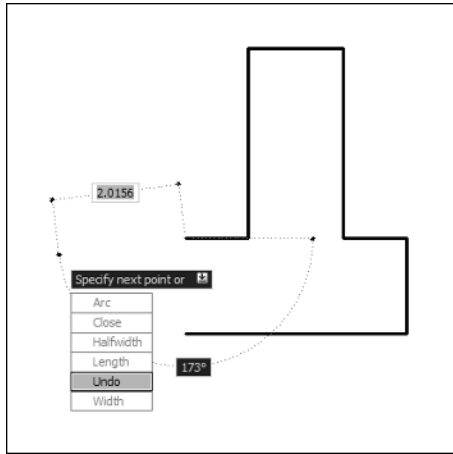 2.0156
Specify next point or
Arc
Close
Halfwidth
Length
173°
Undo
Width